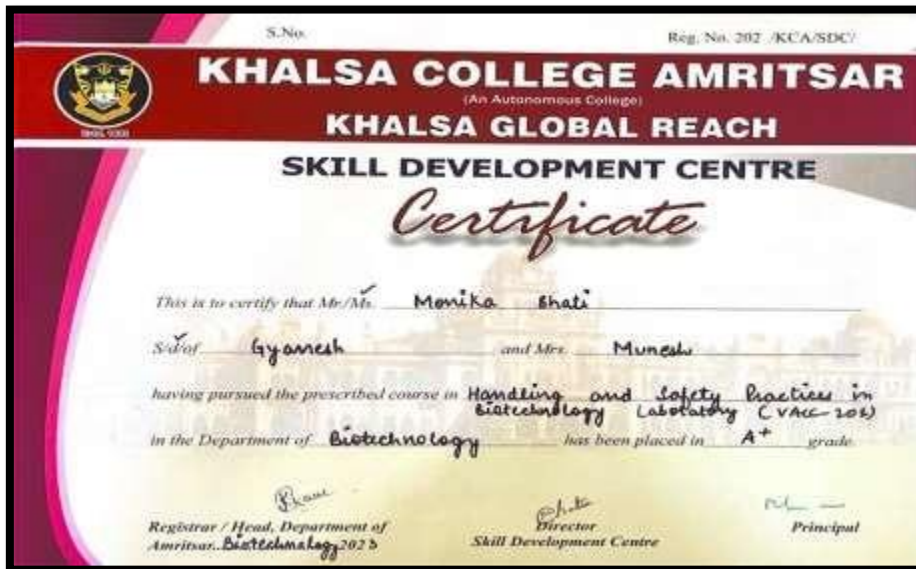 S.No.
Reg. No. 202 /KCA/SDC/
KHALSA COLLEGE AMRITSAR
(An Autonomous College)
KHALSA GLOBAL REACH
SKILL DEVELOPMENT CENTRE
Certificate
This is to certify that Mr./Ms. Monika Bhati
S/d/of Gyanesh and Mrs. Munesh
having pursued the prescribed course in Handling and Safety Practices in
Biotechnology Laboratory (VACC-202)
in the Department of Biotechnology has been placed in A+ grade.
Registrar / Head, Department of
Amritsar. Biotechnology 2023
Director
Skill Development Centre
Principal